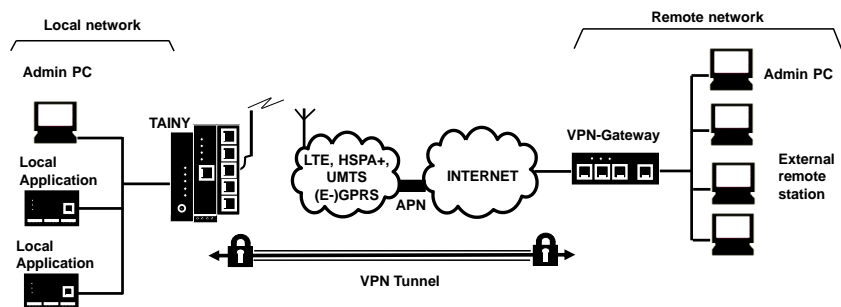 Local network
Remote network
Admin PC
TAINY
Local
Application
Local
Application
LTE, HSPA+,
UMTS
(E-)GPRS
APN
INTERNET
VPN-Gateway
Admin PC
External
remote
station
VPN Tunnel